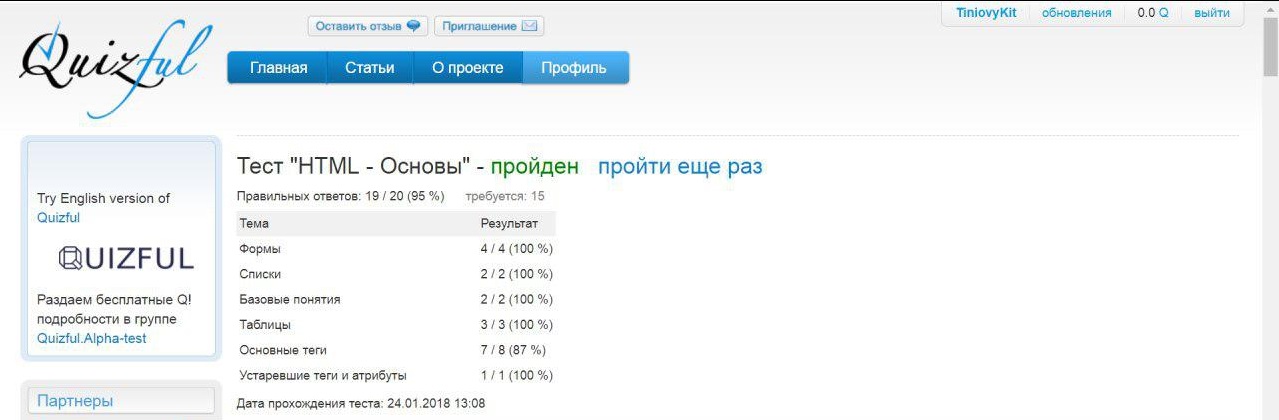 TiniovyKit обновления 0.0 Q выйти
Оставить отзыв Приглашение
Quizful
Главная Статьи О проекте Профиль
Try English version of
Quizful
QUIZFUL
Раздаем бесплатные Q!
подробности в группе
Quizful.Alpha-test
Партнеры
Тест "HTML - Основы" - пройден пройти еще раз
Правильных ответов: 19 / 20 (95 %) требуется: 15
Тема Результат
Формы 4 / 4 (100 %)
Списки 2 / 2 (100 %)
Базовые понятия 2 / 2 (100 %)
Таблицы 3 / 3 (100 %)
Основные теги 7 / 8 (87 %)
Устаревшие теги и атрибуты 1 / 1 (100 %)
Дата прохождения теста: 24.01.2018 13:08